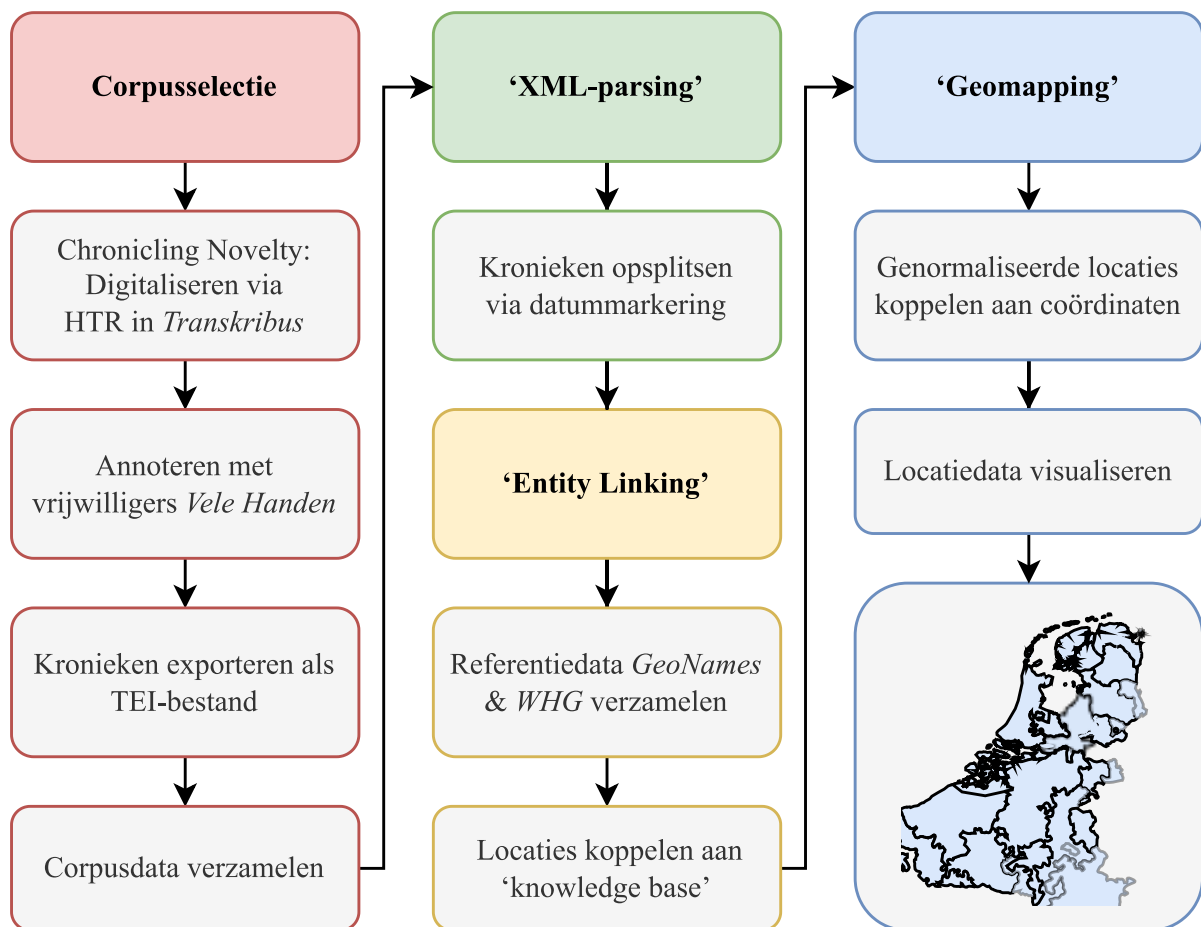 Corpusselectie
Chronicling Novelty:
Digitaliseren via
HTR in Transkribus
Annoteren met
vrijwilligers Vele Handen
Kronieken exporteren als
TEI-bestand
Corpusdata verzamelen
‘XML-parsing’
Kronieken opsplitsen
via datummarkering
‘Entity Linking’
Referentiedata GeoNames
& WHG verzamelen
Locaties koppelen aan
‘knowledge base’
‘Geomapping’
Genormaliseerde locaties
koppelen aan coördinaten
Locatiedata visualiseren